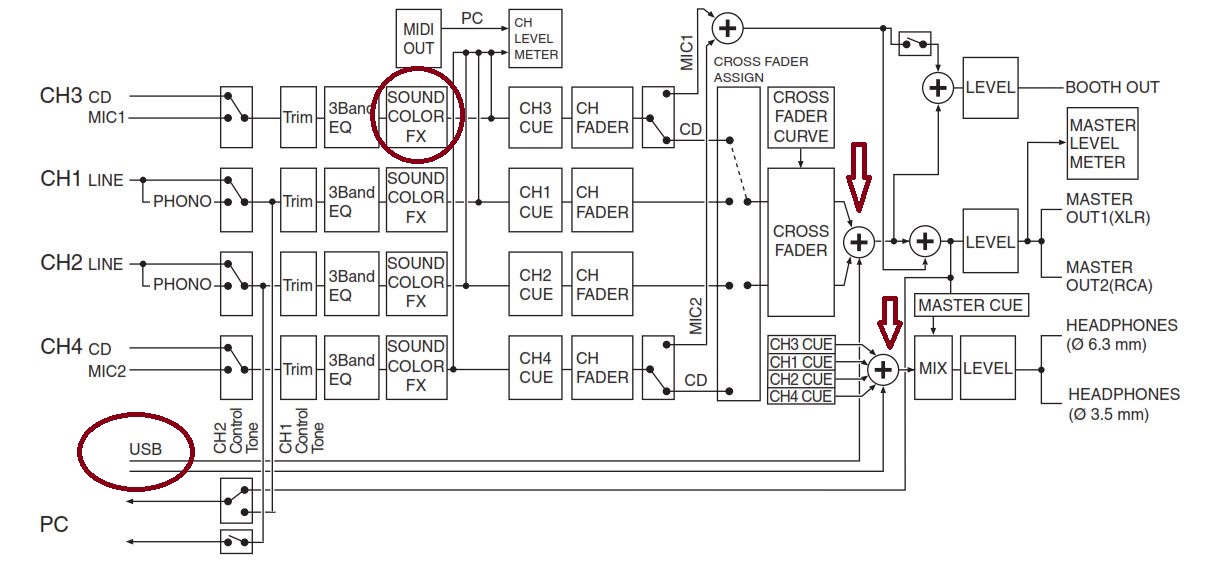 MIDI
OUT
PC
CH
LEVEL
METER
MIC1
CROSS FADER
ASSIGN
LEVEL
BOOTH OUT
CH3 CD
MIC1
Trim
3Band
EQ
SOUND
COLOR
FX
CH3
CUE
CH
FADER
CD
CROSS
FADER
CURVE
MASTER
LEVEL
METER
CH1 LINE
PHONO
Trim
3Band
EQ
SOUND
COLOR
FX
CH1
CUE
CH
FADER
CROSS
FADER
LEVEL
MASTER
OUT1(XLR)
MASTER
OUT2(RCA)
CH2 LINE
PHONO
Trim
3Band
EQ
SOUND
COLOR
FX
CH2
CUE
CH
FADER
MIC2
MASTER CUE
CH4 CD
MIC2
Trim
3Band
EQ
SOUND
COLOR
FX
CH4
CUE
CH
FADER
CD
CH3 CUE
CH1 CUE
CH2 CUE
CH4 CUE
MIX
LEVEL
HEADPHONES
(Ø 6.3 mm)
HEADPHONES
(Ø 3.5 mm)
CH2
Control
Tone
CH1
Control
Tone
USB
PC